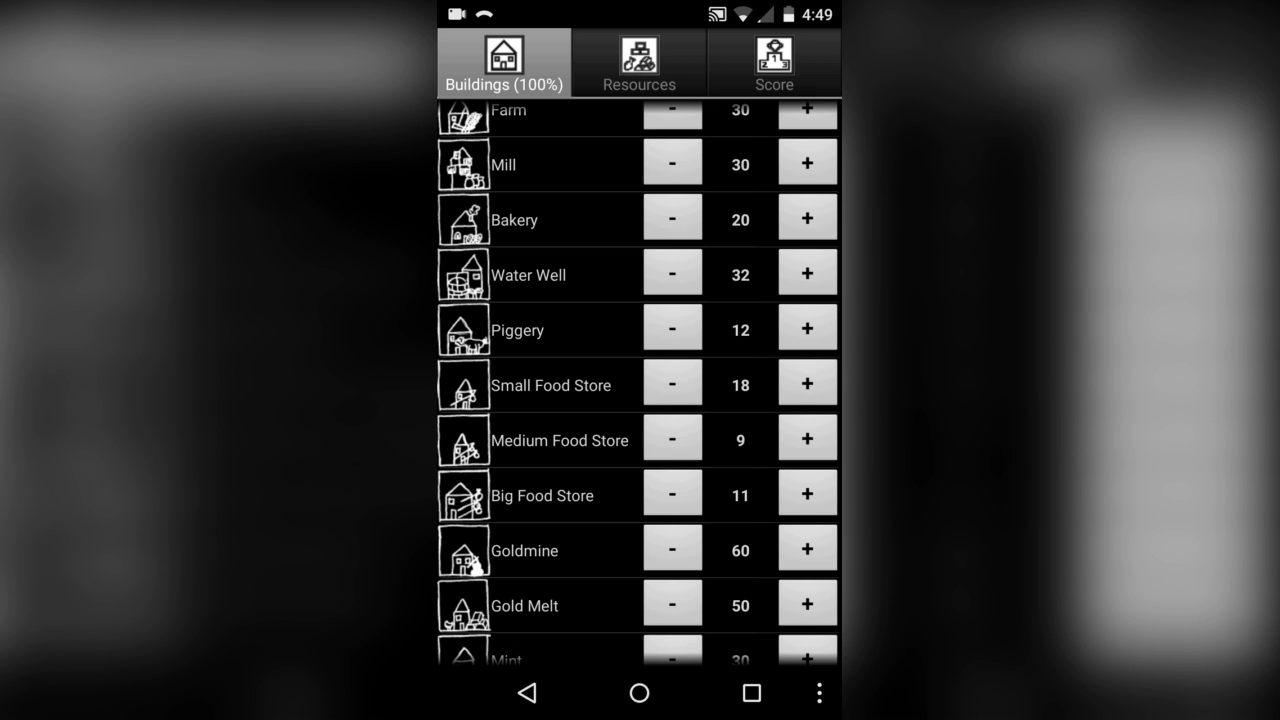 4:49
Buildings (100%)
Resources
Score
Farm - 30 +
Mill - 30 +
Bakery - 20 +
Water Well - 32 +
Piggery - 12 +
Small Food Store - 18 +
Medium Food Store - 9 +
Big Food Store - 11 +
Goldmine - 60 +
Gold Melt - 50 +
Mint - 30 +